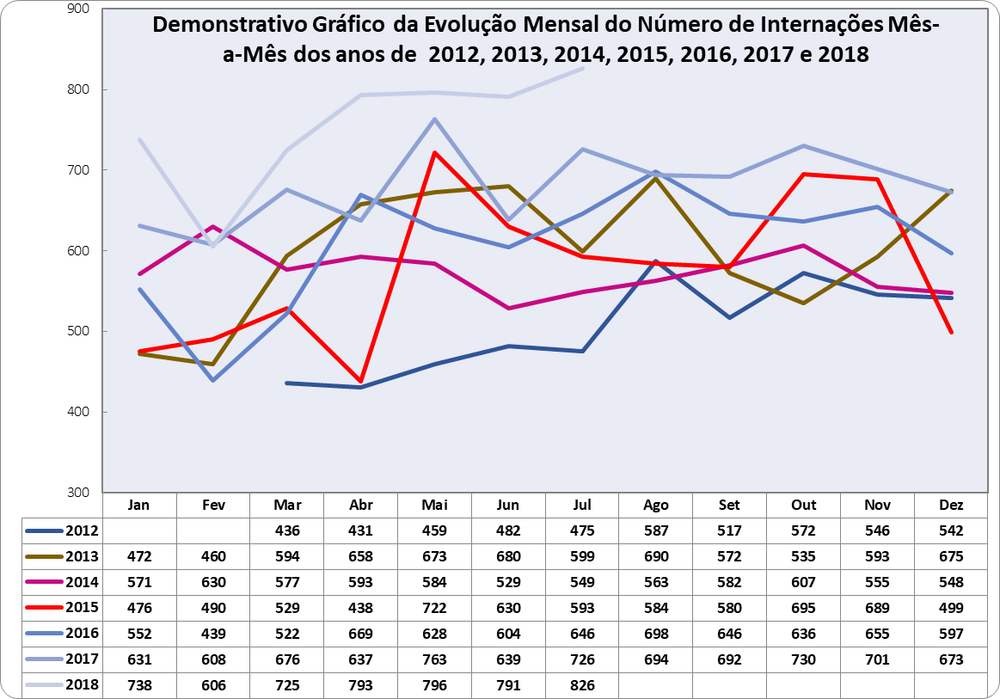 Demonstrativo Gráfico da Evolução Mensal do Número de Internações Mês-
a-Mês dos anos de 2012, 2013, 2014, 2015, 2016, 2017 e 2018
900
800
700
600
500
400
300
Jan Fev Mar Abr Mai Jun Jul Ago Set Out Nov Dez
2012 436 431 459 482 475 587 517 572 546 542
2013 472 460 594 658 673 680 599 690 572 535 593 675
2014 571 630 577 593 584 529 549 563 582 607 555 548
2015 476 490 529 438 722 630 593 584 580 695 689 499
2016 552 439 522 669 628 604 646 698 646 636 655 597
2017 631 608 676 637 763 639 726 694 692 730 701 673
2018 738 606 725 793 796 791 826